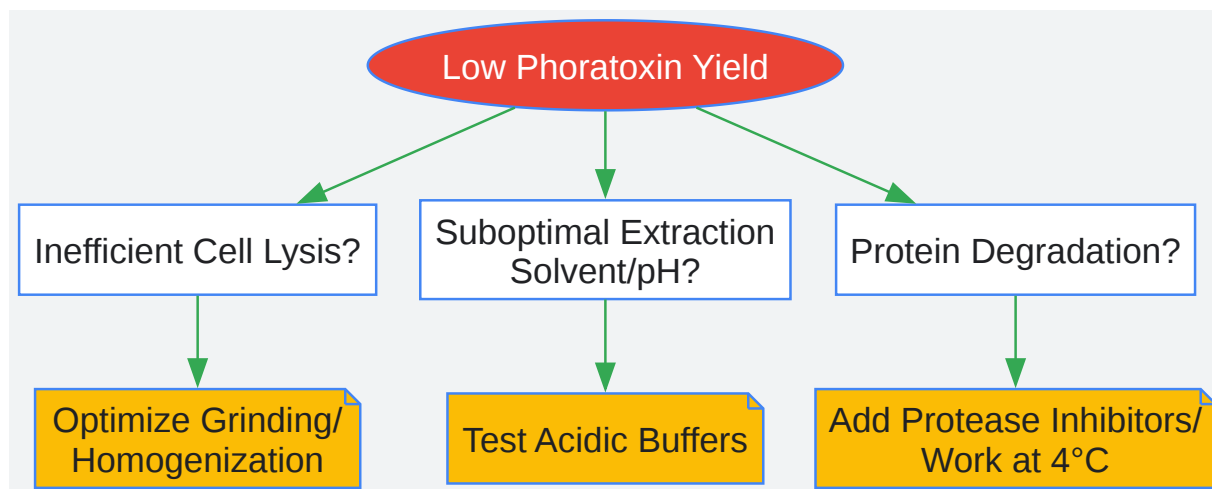 Low Phoratoxin Yield
Inefficient Cell Lysis?
Suboptimal Extraction
Solvent/pH?
Protein Degradation?
Optimize Grinding/
Homogenization
Test Acidic Buffers
Add Protease Inhibitors/
Work at 4°C